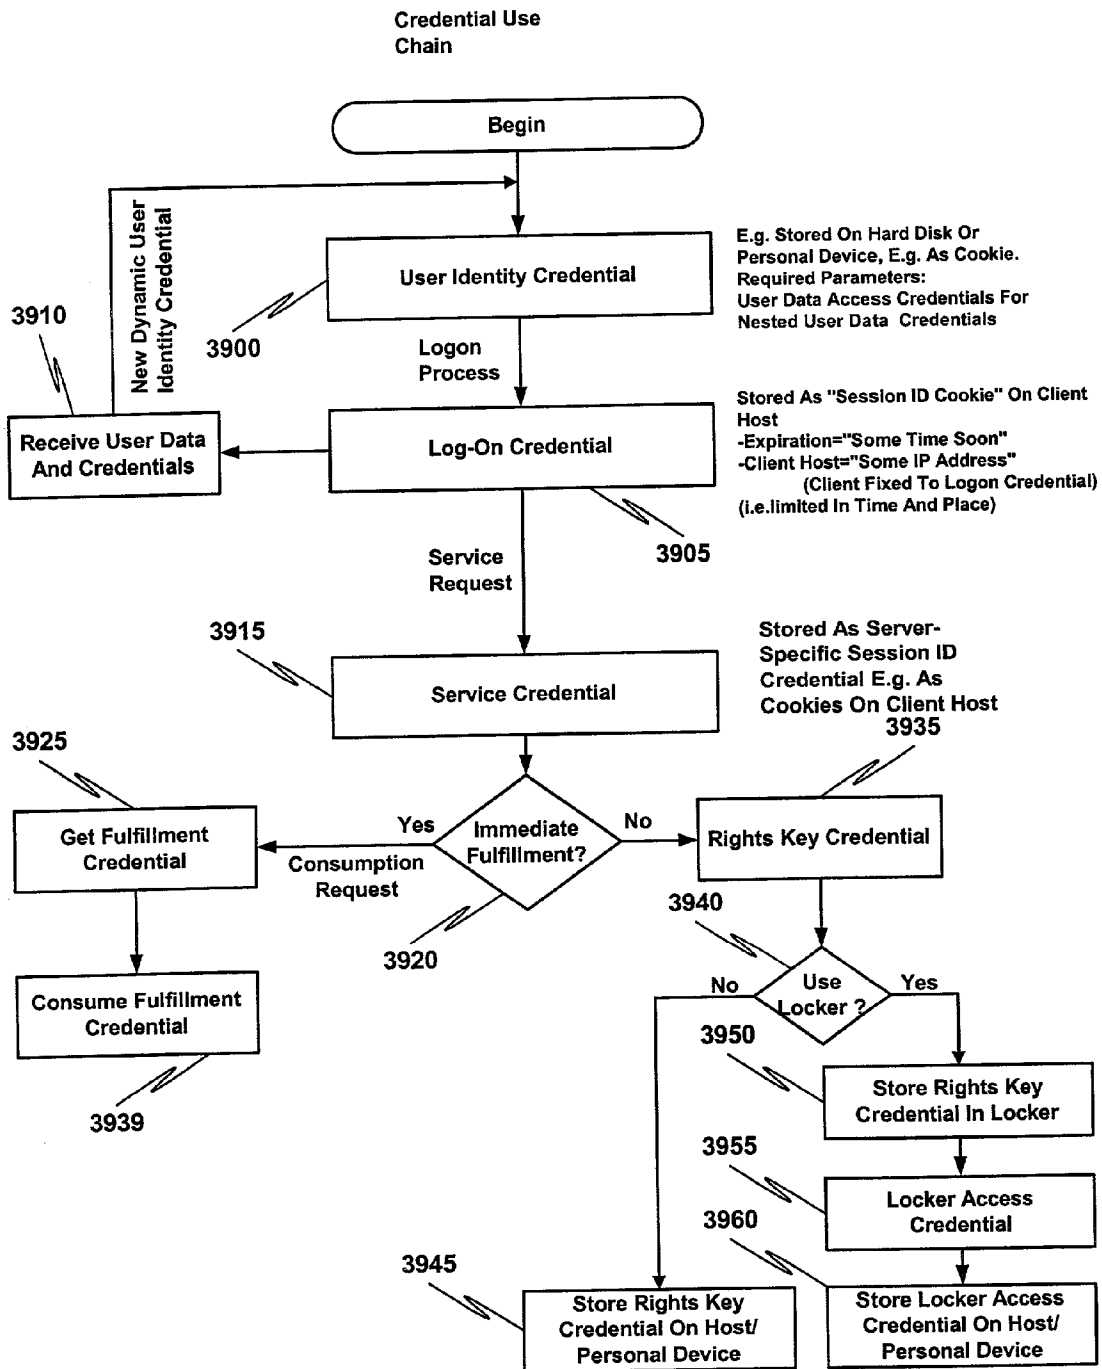 Credential Use
Chain
Begin
New Dynamic User
Identity Credential
User Identity Credential
E.g. Stored On Hard Disk Or
Personal Device, E.g. As Cookie.
Required Parameters:
User Data Access Credentials For
Nested User Data Credentials
3910
3900
Logon
Process
Receive User Data
And Credentials
Log-On Credential
Stored As "Session ID Cookie" On Client
Host
-Expiration="Some Time Soon"
-Client Host="Some IP Address"
(Client Fixed To Logon Credential)
(i.e.limited In Time And Place)
3905
Service
Request
3915
Service Credential
Stored As Server-
Specific Session ID
Credential E.g. As
Cookies On Client Host
3935
3925
Get Fulfillment
Credential
Yes
Consumption
Request
Immediate
Fulfillment?
No
Rights Key Credential
3920
3940
Consume Fulfillment
Credential
3939
No
Use
Locker ?
Yes
3950
Store Rights Key
Credential In Locker
3955
Locker Access
Credential
3960
3945
Store Rights Key
Credential On Host/
Personal Device
Store Locker Access
Credential On Host/
Personal Device